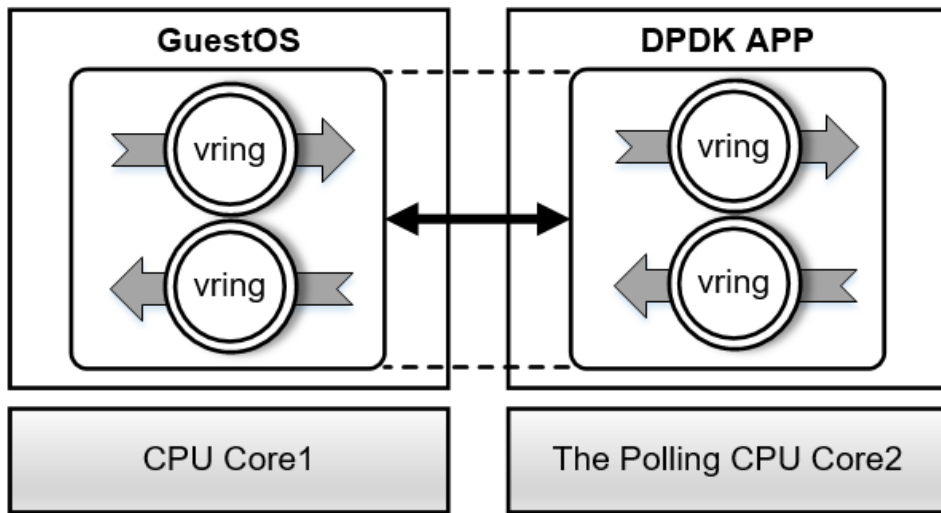 GuestOS
DPDK APP
vring
vring
vring
vring
CPU Core1
The Polling CPU Core2